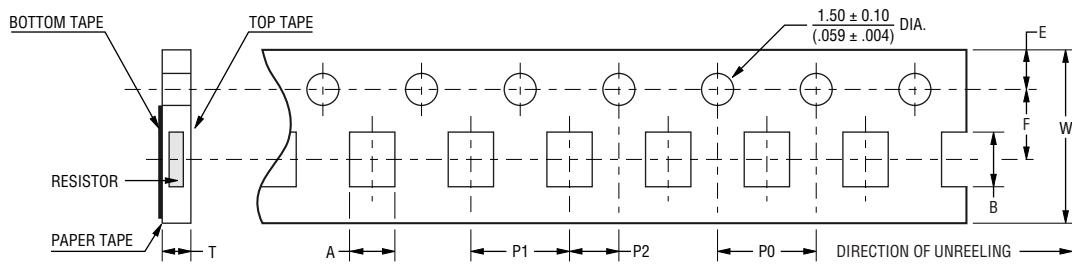 BOTTOM TAPE
TOP TAPE
1.50 ± 0.10
(.059 ± .004)
DIA.
E
F
W
RESISTOR
B
PAPER TAPE
T
A
P1
P2
P0
DIRECTION OF UNREELING